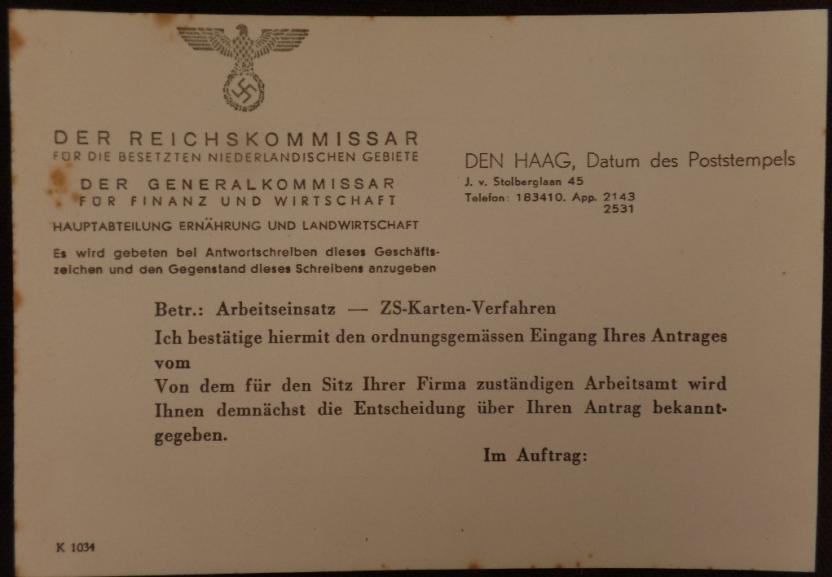 DER REICHSKOMMISSAR
FÜR DIE BESETZTEN NIEDERLÄNDISCHEN GEBIETE
DER GENERALKOMMISSAR
FÜR FINANZ UND WIRTSCHAFT
HAUPTABTEILUNG ERNÄHRUNG UND LANDWIRTSCHAFT
Es wird gebeten bei Antwortschreiben dieses Geschäfts-
zeichen und den Gegenstand dieses Schreibens anzugeben
DEN HAAG, Datum des Poststempels
J. v. Stolberglaan 45
Telefon: 183410. App. 2143
2531
Betr.: Arbeitseinsatz — ZS-Karten-Verfahren
Ich bestätige hiermit den ordnungsgemässen Eingang Ihres Antrages
vom
Von dem für den Sitz Ihrer Firma zuständigen Arbeitsamt wird
Ihnen demnächst die Entscheidung über Ihren Antrag bekannt-
gegeben.
Im Auftrag:
K 1034